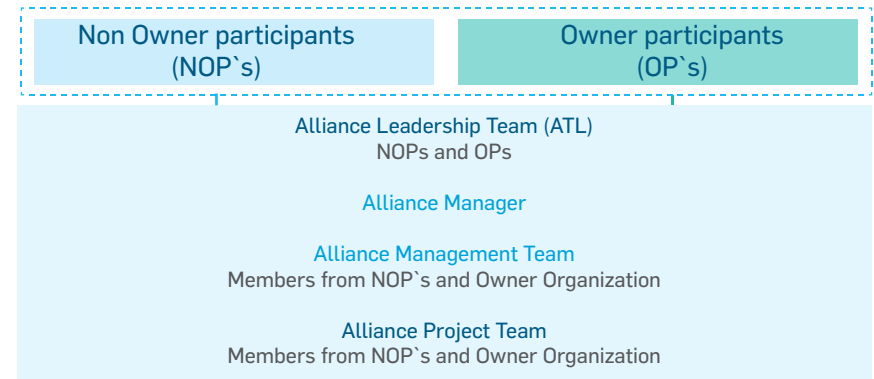 Non Owner participants
(NOP`s)
Owner participants
(OP`s)
Alliance Leadership Team (ATL)
NOPs and OPs
Alliance Manager
Alliance Management Team
Members from NOP`s and Owner Organization
Alliance Project Team
Members from NOP`s and Owner Organization